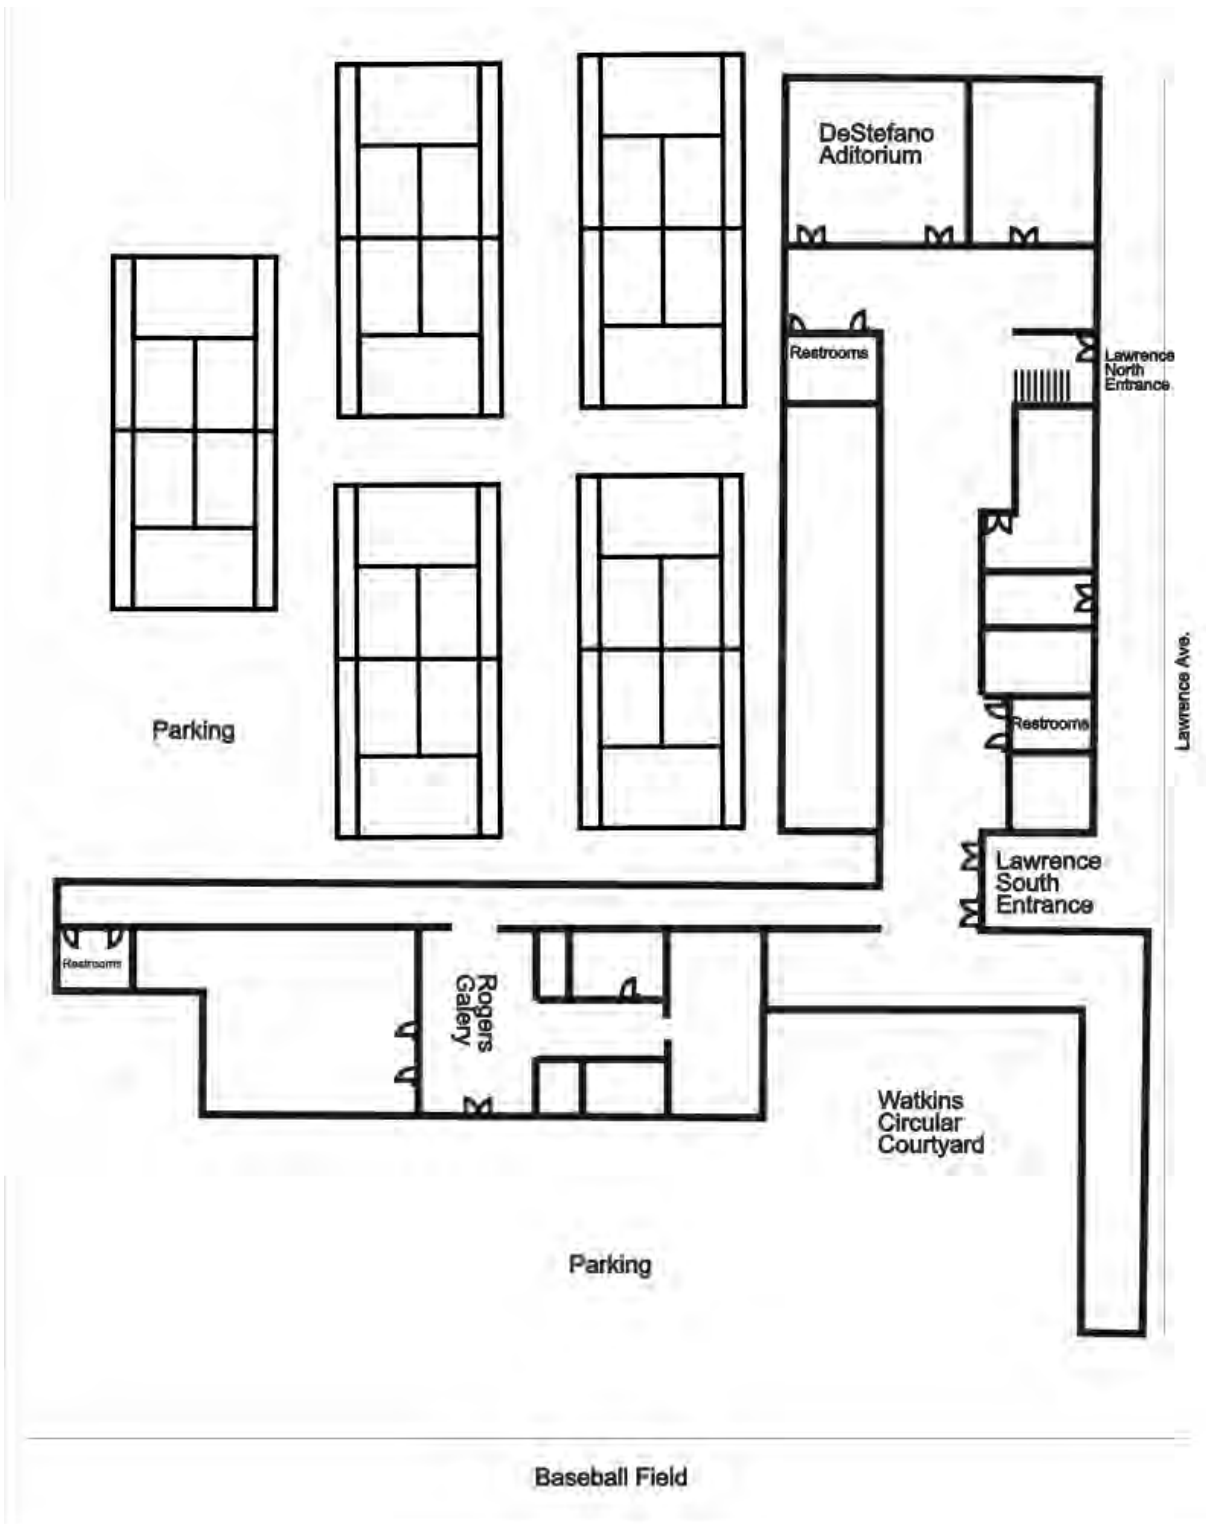 DeStefano
Aditorium
Restrooms
Lawrence
North
Entrance
Lawrence Ave.
Parking
Restrooms
Lawrence
South
Entrance
Restrooms
Rogers
Galery
Watkins
Circular
Courtyard
Parking
Baseball Field